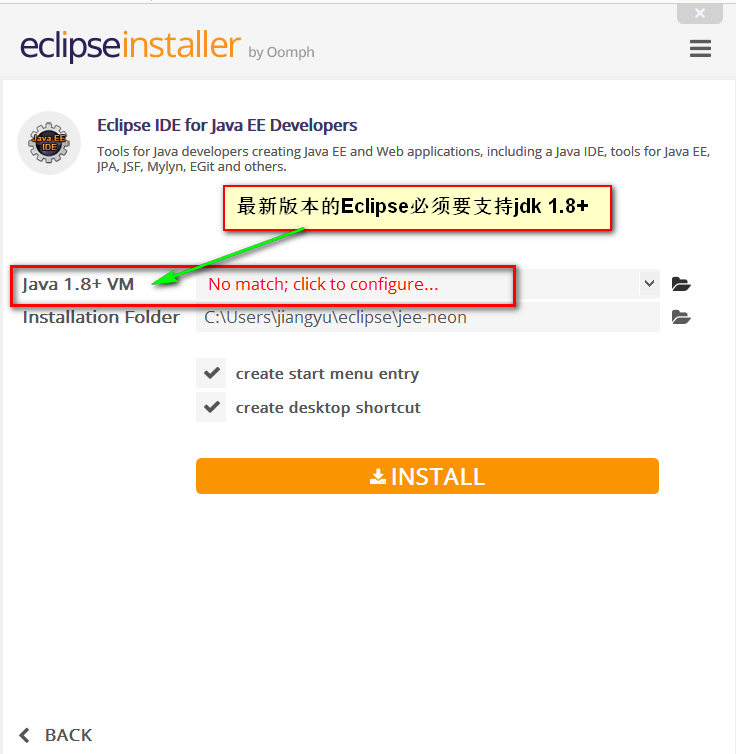 eclipseinstaller by Oomph
Java EE
IDE
Eclipse IDE for Java EE Developers
Tools for Java developers creating Java EE and Web applications, including a Java IDE, tools for Java EE,
JPA, JSF, Mylyn, EGit and others.
最新版本的Eclipse必须要支持jdk 1.8+
Java 1.8+ VM No match; click to configure...
Installation Folder C:\Users\jiangyu\eclipse\jee-neon
create start menu entry
create desktop shortcut
INSTALL
BACK